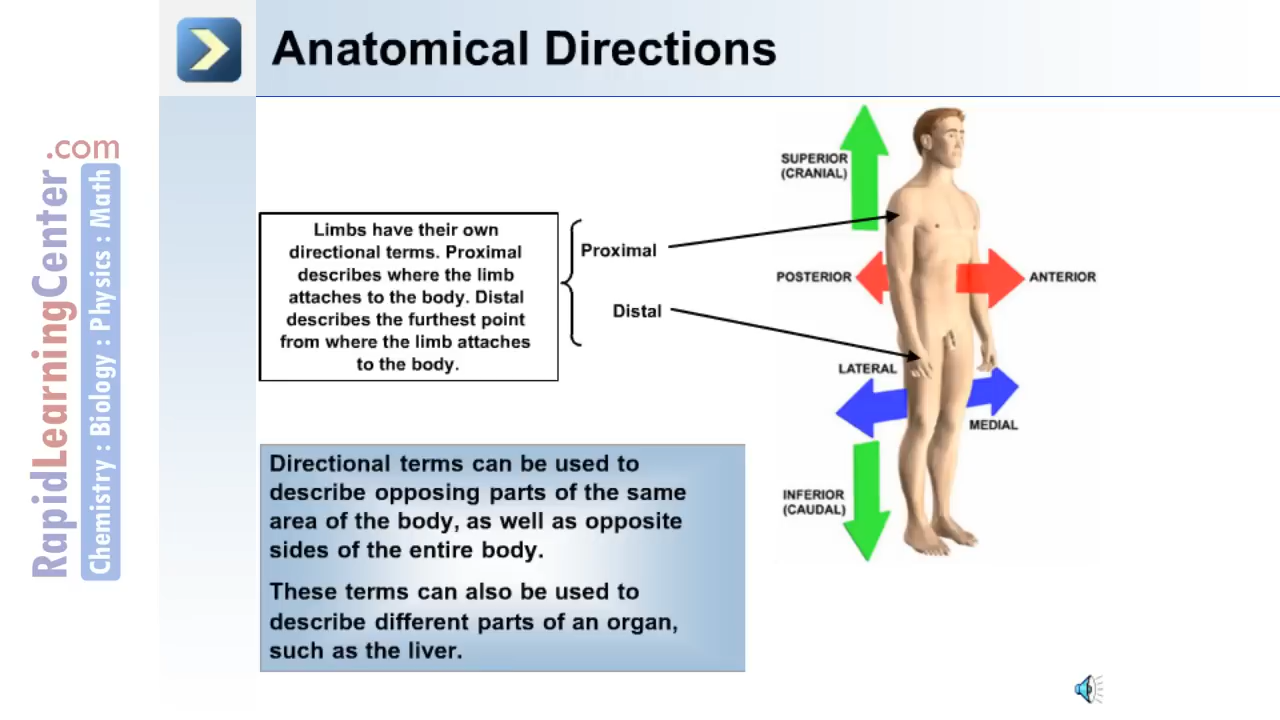 Anatomical Directions
RapidLearningCenter.com
Chemistry : Biology : Physics : Math
Limbs have their own
directional terms. Proximal
describes where the limb
attaches to the body. Distal
describes the furthest point
from where the limb attaches
to the body.
Proximal
Distal
SUPERIOR
(CRANIAL)
POSTERIOR
ANTERIOR
LATERAL
MEDIAL
INFERIOR
(CAUDAL)
Directional terms can be used to
describe opposing parts of the same
area of the body, as well as opposite
sides of the entire body.
These terms can also be used to
describe different parts of an organ,
such as the liver.